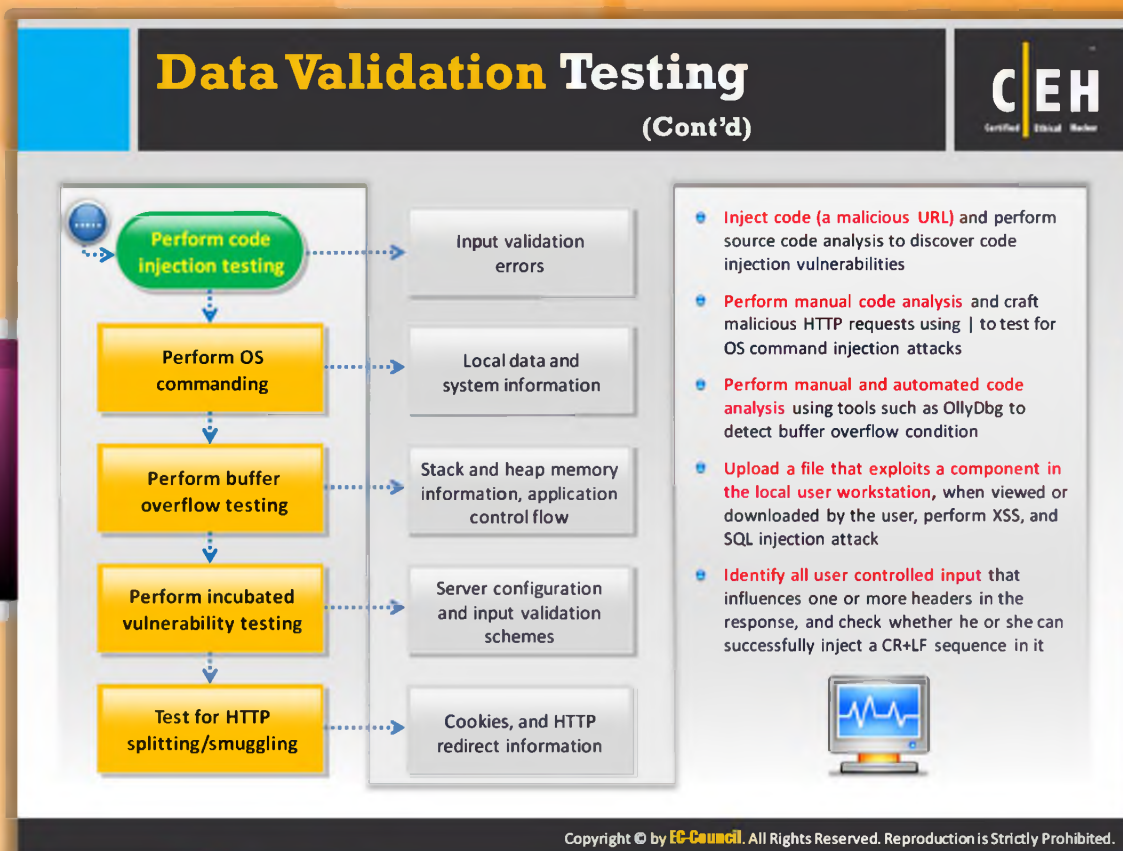 Data Validation Testing
(Cont'd)
C EH
Certified Ethical Hacker
Perform code
injection testing
Input validation
errors
Perform OS
commanding
Local data and
system information
Perform buffer
overflow testing
Stack and heap memory
information, application
control flow
Perform incubated
vulnerability testing
Server configuration
and input validation
schemes
Test for HTTP
splitting/smuggling
Cookies, and HTTP
redirect information
Inject code (a malicious URL) and perform
source code analysis to discover code
injection vulnerabilities
Perform manual code analysis and craft
malicious HTTP requests using | to test for
OS command injection attacks
Perform manual and automated code
analysis using tools such as OllyDbg to
detect buffer overflow condition
Upload a file that exploits a component in
the local user workstation, when viewed or
downloaded by the user, perform XSS, and
SQL injection attack
Identify all user controlled input that
influences one or more headers in the
response, and check whether he or she can
successfully inject a CR+LF sequence in it
Copyright © by EC-Council. All Rights Reserved. Reproduction is Strictly Prohibited.